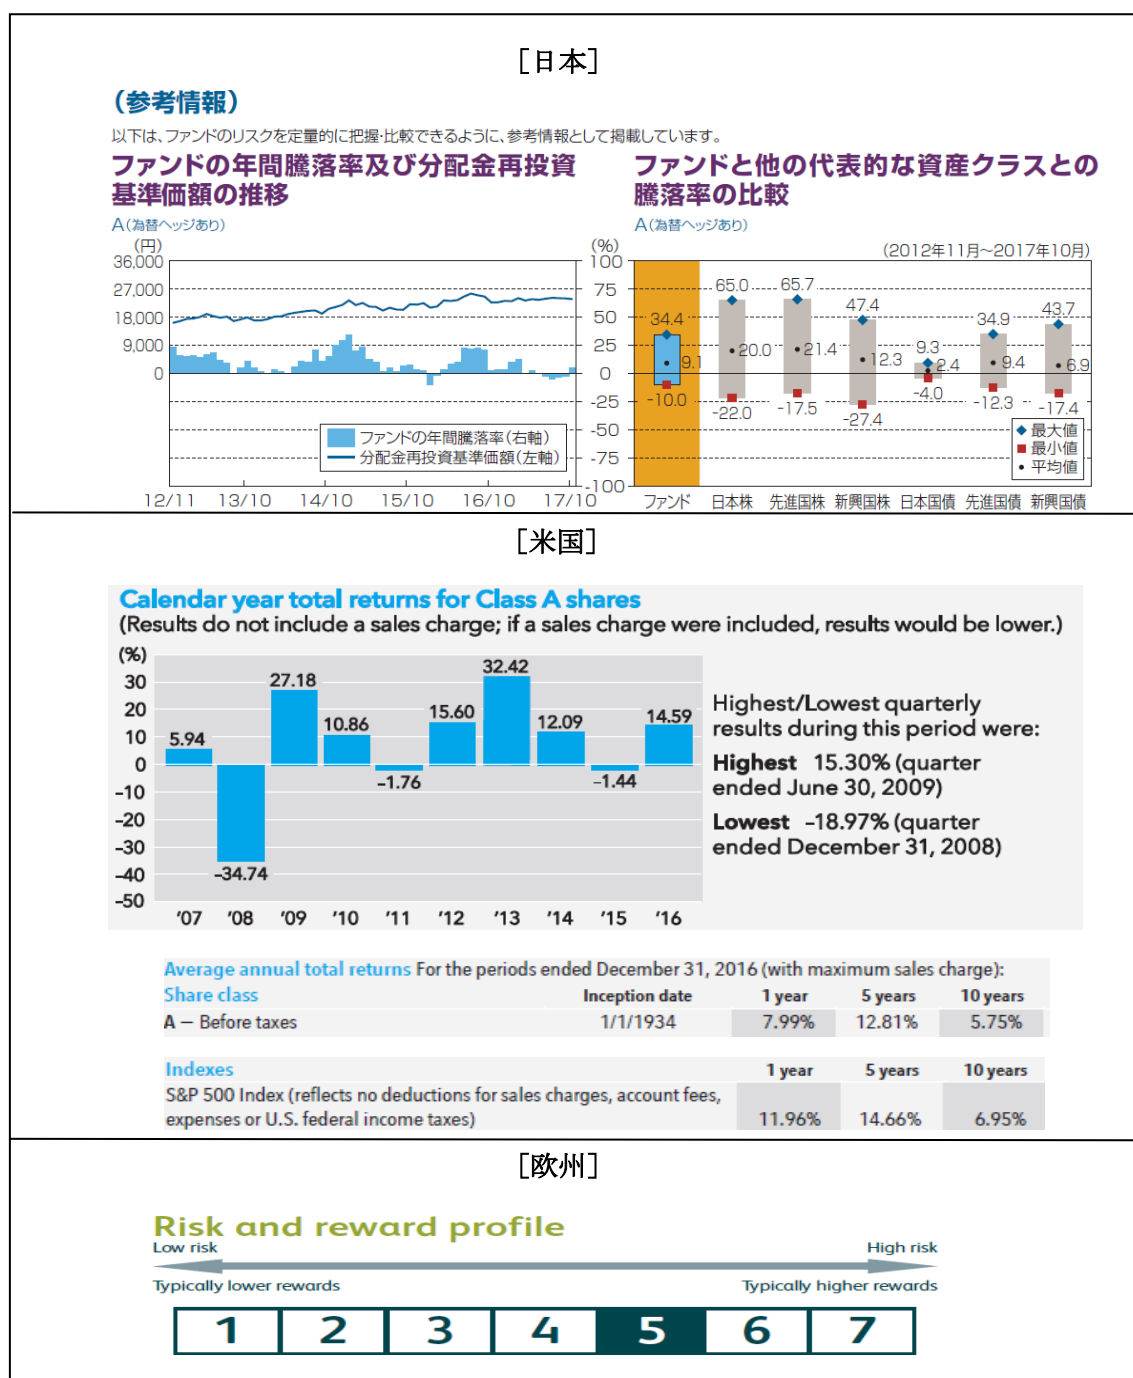 [日本]
(参考情報)
以下は、ファンドのリスクを定量的に把握・比較できるように、参考情報として掲載しています。
ファンドの年間騰落率及び分配金再投資
基準価額の推移
A(為替ヘッジあり)
(円)
(%)
36,000
27,000
18,000
9,000
0
100
75
50
25
0
-25
-50
-75
-100
ファンドの年間騰落率(右軸)
分配金再投資基準価額(左軸)
12/11 13/10 14/10 15/10 16/10 17/10
ファンドと他の代表的な資産クラスとの
騰落率の比較
A(為替ヘッジあり)
(2012年11月～2017年10月)
34.4 65.0 65.7 47.4 9.3 34.9 43.7
9.1 20.0 21.4 12.3 2.4 9.4 6.9
-10.0 -22.0 -17.5 -27.4 -4.0 -12.3 -17.4
◆最大値
■最小値
•平均値
ファンド 日本株 先進国株 新興国株 日本国債 先進国債 新興国債
[米国]
Calendar year total returns for Class A shares
(Results do not include a sales charge; if a sales charge were included, results would be lower.)
(%)
30
20
10
0
–10
–20
–30
–40
–50
5.94
–34.74
27.18
10.86
–1.76
15.60
32.42
12.09
–1.44
14.59
’07 ’08 ’09 ’10 ’11 ’12 ’13 ’14 ’15 ’16
Highest/Lowest quarterly
results during this period were:
Highest 15.30% (quarter
ended June 30, 2009)
Lowest –18.97% (quarter
ended December 31, 2008)
Average annual total returns For the periods ended December 31, 2016 (with maximum sales charge):
Share class Inception date 1 year 5 years 10 years
A — Before taxes 1/1/1934 7.99% 12.81% 5.75%
Indexes 1 year 5 years 10 years
S&P 500 Index (reflects no deductions for sales charges, account fees,
expenses or U.S. federal income taxes) 11.96% 14.66% 6.95%
[欧州]
Risk and reward profile
Low risk High risk
Typically lower rewards Typically higher rewards
1 2 3 4 5 6 7